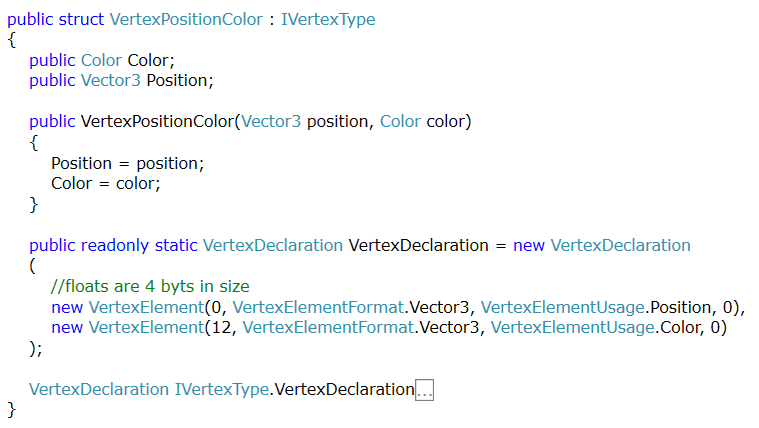 public struct VertexPositionColor : IVertexType
{
public Color Color;
public Vector3 Position;
public VertexPositionColor(Vector3 position, Color color)
{
Position = position;
Color = color;
}
public readonly static VertexDeclaration VertexDeclaration = new VertexDeclaration
(
//floats are 4 byts in size
new VertexElement(0, VertexElementFormat.Vector3, VertexElementUsage.Position, 0),
new VertexElement(12, VertexElementFormat.Vector3, VertexElementUsage.Color, 0)
);
VertexDeclaration IVertexType.VertexDeclaration...
}